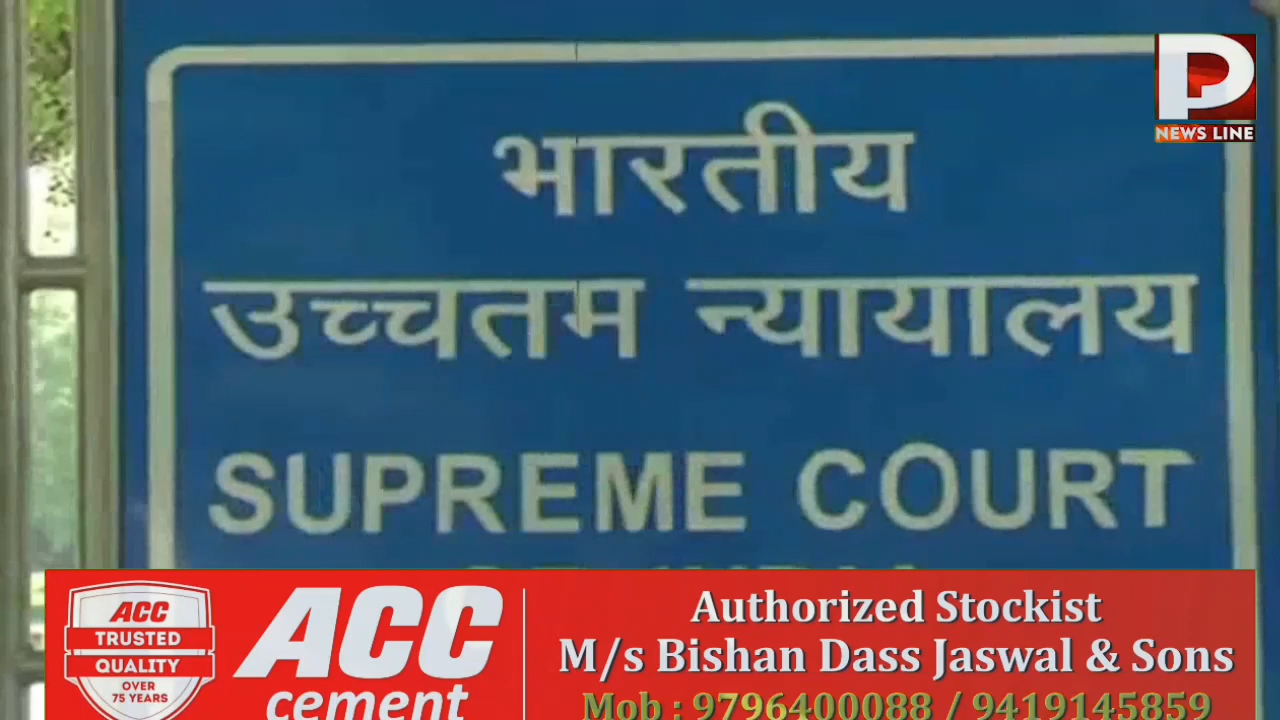 P
NEWS LINE
भारतीय
उच्चतम न्यायालय
SUPREME COURT
ACC
TRUSTED
QUALITY
OVER
75 YEARS
ACC
cement
Authorized Stockist
M/s Bishan Dass Jaswal & Sons
Mob : 9796400088 / 9419145859